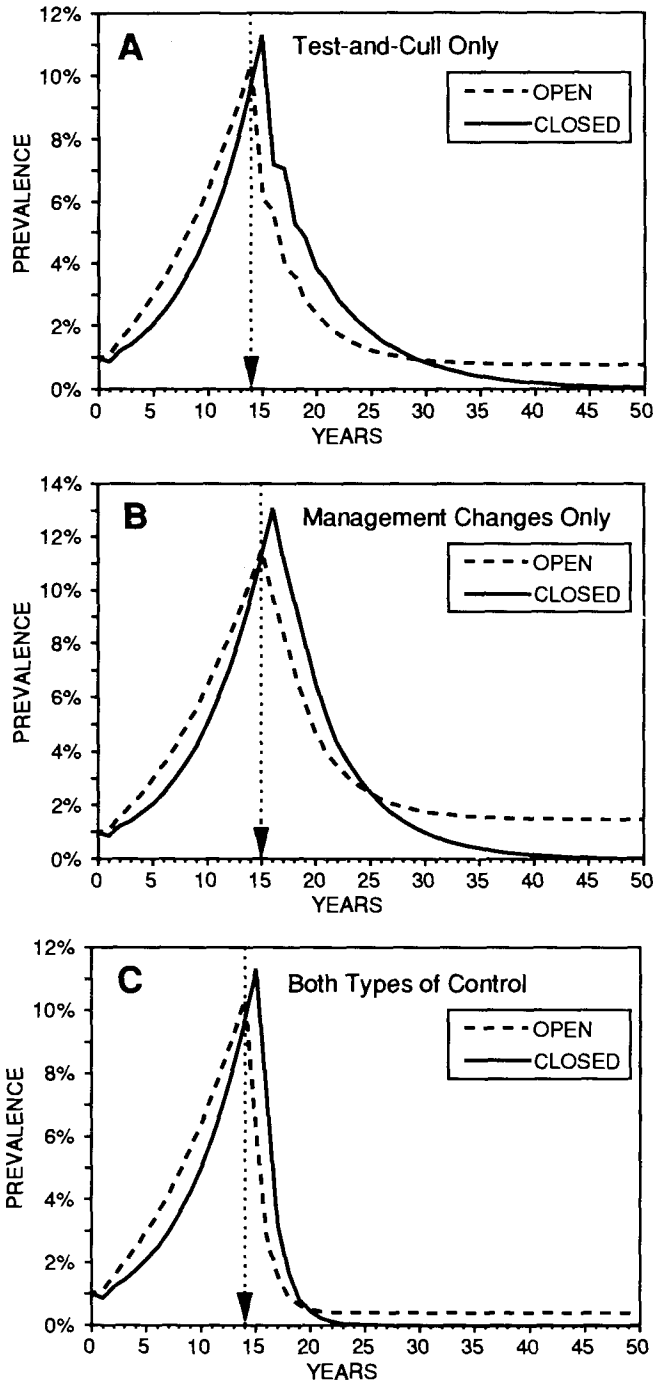 A
Test-and-Cull Only
OPEN
CLOSED
PREVALENCE
12%
10%
8%
6%
4%
2%
0%
0 5 10 15 20 25 30 35 40 45 50
YEARS
B
Management Changes Only
OPEN
CLOSED
PREVALENCE
14%
12%
10%
8%
6%
4%
2%
0%
0 5 10 15 20 25 30 35 40 45 50
YEARS
C
Both Types of Control
OPEN
CLOSED
PREVALENCE
12%
10%
8%
6%
4%
2%
0%
0 5 10 15 20 25 30 35 40 45 50
YEARS